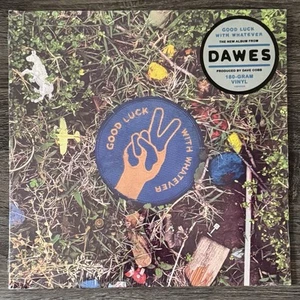 GOOD LUCK
WITH WHATEVER
THE NEW ALBUM FROM
DAWES
PRODUCED BY DAVE COBB
180-GRAM
VINYL
GOOD LUCK
WITH WHATEVER